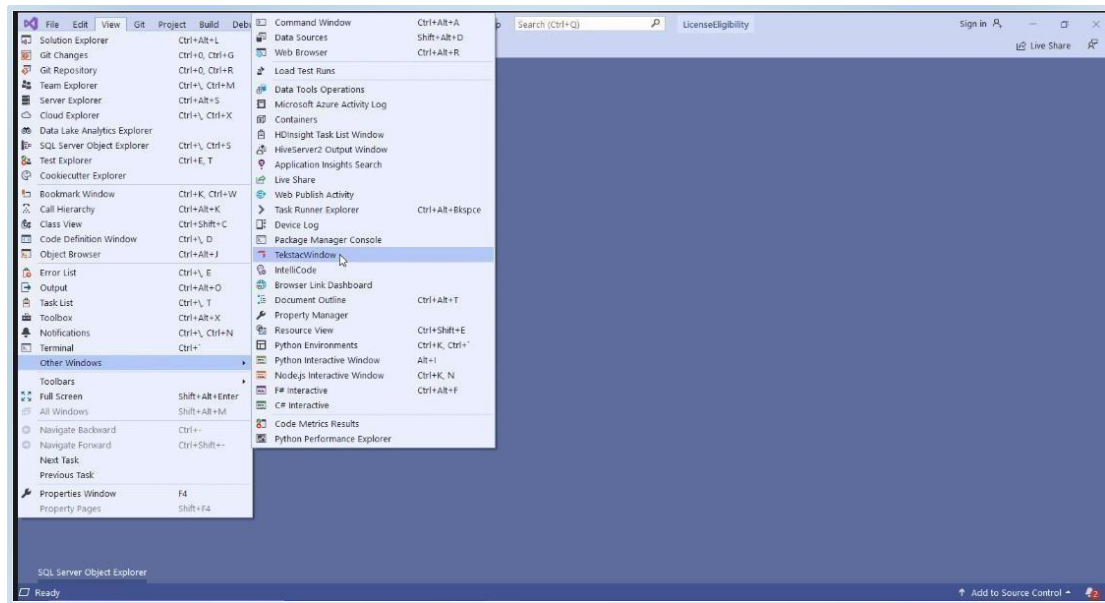 File Edit View Git Project Build Deb
Search (Ctrl+Q) LicenseEligibility Sign in
Live Share
Solution Explorer Ctrl+Alt+L
Git Changes Ctrl+0, Ctrl+G
Git Repository Ctrl+0, Ctrl+R
Team Explorer Ctrl+\, Ctrl+M
Server Explorer Ctrl+Alt+S
Cloud Explorer Ctrl+\, Ctrl+X
Data Lake Analytics Explorer
SQL Server Object Explorer Ctrl+\, Ctrl+S
Test Explorer Ctrl+E, T
Cookiecutter Explorer
Bookmark Window Ctrl+K, Ctrl+W
Call Hierarchy Ctrl+Alt+K
Class View Ctrl+Shift+C
Code Definition Window Ctrl+\, D
Object Browser Ctrl+Alt+J
Error List Ctrl+\, E
Output Ctrl+Alt+O
Task List Ctrl+\, T
Toolbox Ctrl+Alt+X
Notifications Ctrl+\, Ctrl+N
Terminal Ctrl+`
Other Windows
Toolbars
Full Screen Shift+Alt+Enter
All Windows Shift+Alt+M
Navigate Backward Ctrl+-
Navigate Forward Ctrl+Shift+-
Next Task
Previous Task
Properties Window F4
Property Pages Shift+F4
Command Window Ctrl+Alt+A
Data Sources Shift+Alt+D
Web Browser Ctrl+Alt+R
Load Test Runs
Data Tools Operations
Microsoft Azure Activity Log
Containers
HDInsight Task List Window
HiveServer2 Output Window
Application Insights Search
Live Share
Web Publish Activity
Task Runner Explorer Ctrl+Alt+Bkspce
Device Log
Package Manager Console
TekstacWindow
IntelliCode
Browser Link Dashboard
Document Outline Ctrl+Alt+T
Property Manager
Resource View Ctrl+Shift+E
Python Environments Ctrl+K, Ctrl+`
Python Interactive Window Alt+I
Node.js Interactive Window Ctrl+K, N
F# Interactive Ctrl+Alt+F
C# Interactive
Code Metrics Results
Python Performance Explorer
SQL Server Object Explorer
Ready Add to Source Control 2